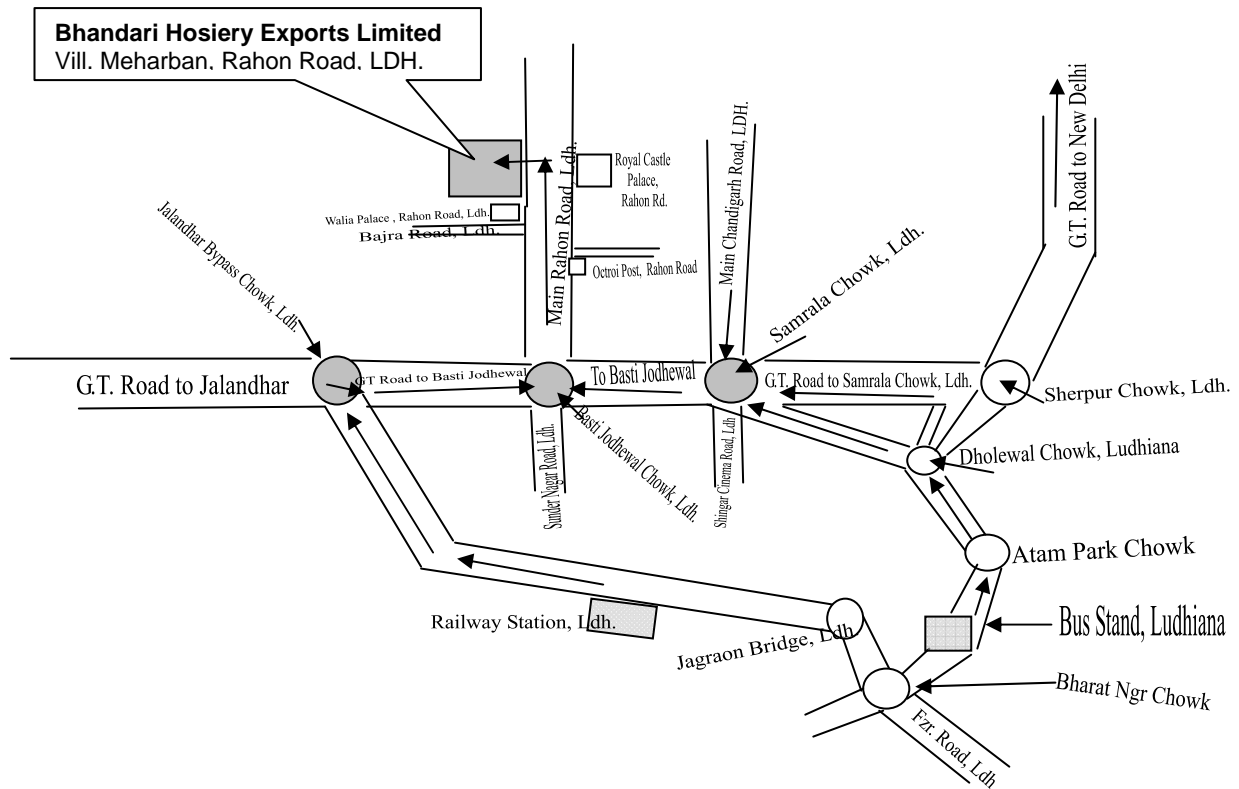 Bhandari Hosiery Exports Limited
Vill. Meharban, Rahon Road, LDH.
G.T. Road to New Delhi
Main Chandigarh Road, LDH.
Main Rahon Road, Ldh.
Royal Castle
Palace,
Rahon Rd.
Walia Palace , Rahon Road, Ldh.
Bajra Road, Ldh.
Octroi Post, Rahon Road
Jalandhar Bypass Chowk, Ldh.
Samrala Chowk, Ldh.
G.T. Road to Jalandhar
GT Road to Basti Jodhewal
To Basti Jodhewal
G.T. Road to Samrala Chowk, Ldh.
Sherpur Chowk, Ldh.
Sunder Nagar Road, Ldh.
Basti Jodhewal Chowk, Ldh.
Shingar Cinema Road, Ldh
Dholewal Chowk, Ludhiana
Atam Park Chowk
Railway Station, Ldh.
Jagraon Bridge, Ldh
Bus Stand, Ludhiana
Bharat Ngr Chowk
Fzr. Road, Ldh